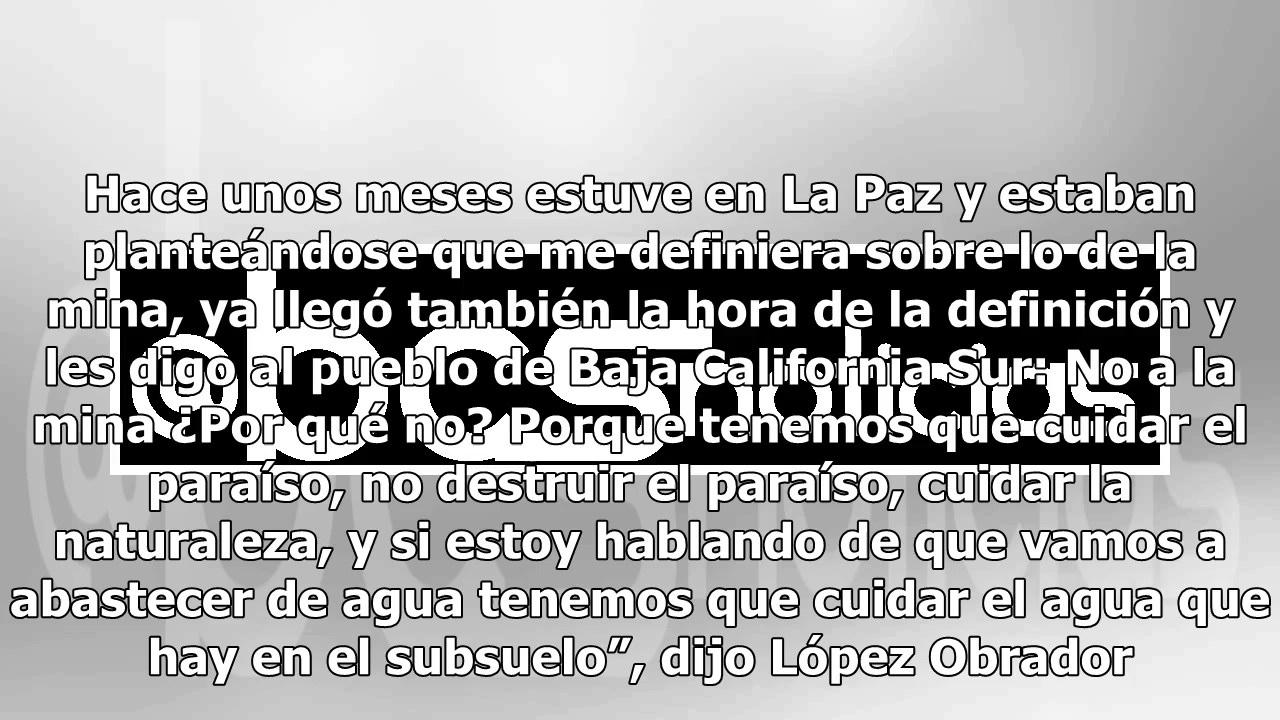 Hace unos meses estuve en La Paz y estaban
planteándose que me definiera sobre lo de la
mina, ya llegó también la hora de la definición y
les digo al pueblo de Baja California Sur: No a la
mina ¿Por qué no? Porque tenemos que cuidar el
paraíso, no destruir el paraíso, cuidar la
naturaleza, y si estoy hablando de que vamos a
abastecer de agua tenemos que cuidar el agua que
hay en el subsuelo”, dijo López Obrador
@bcsnoticias